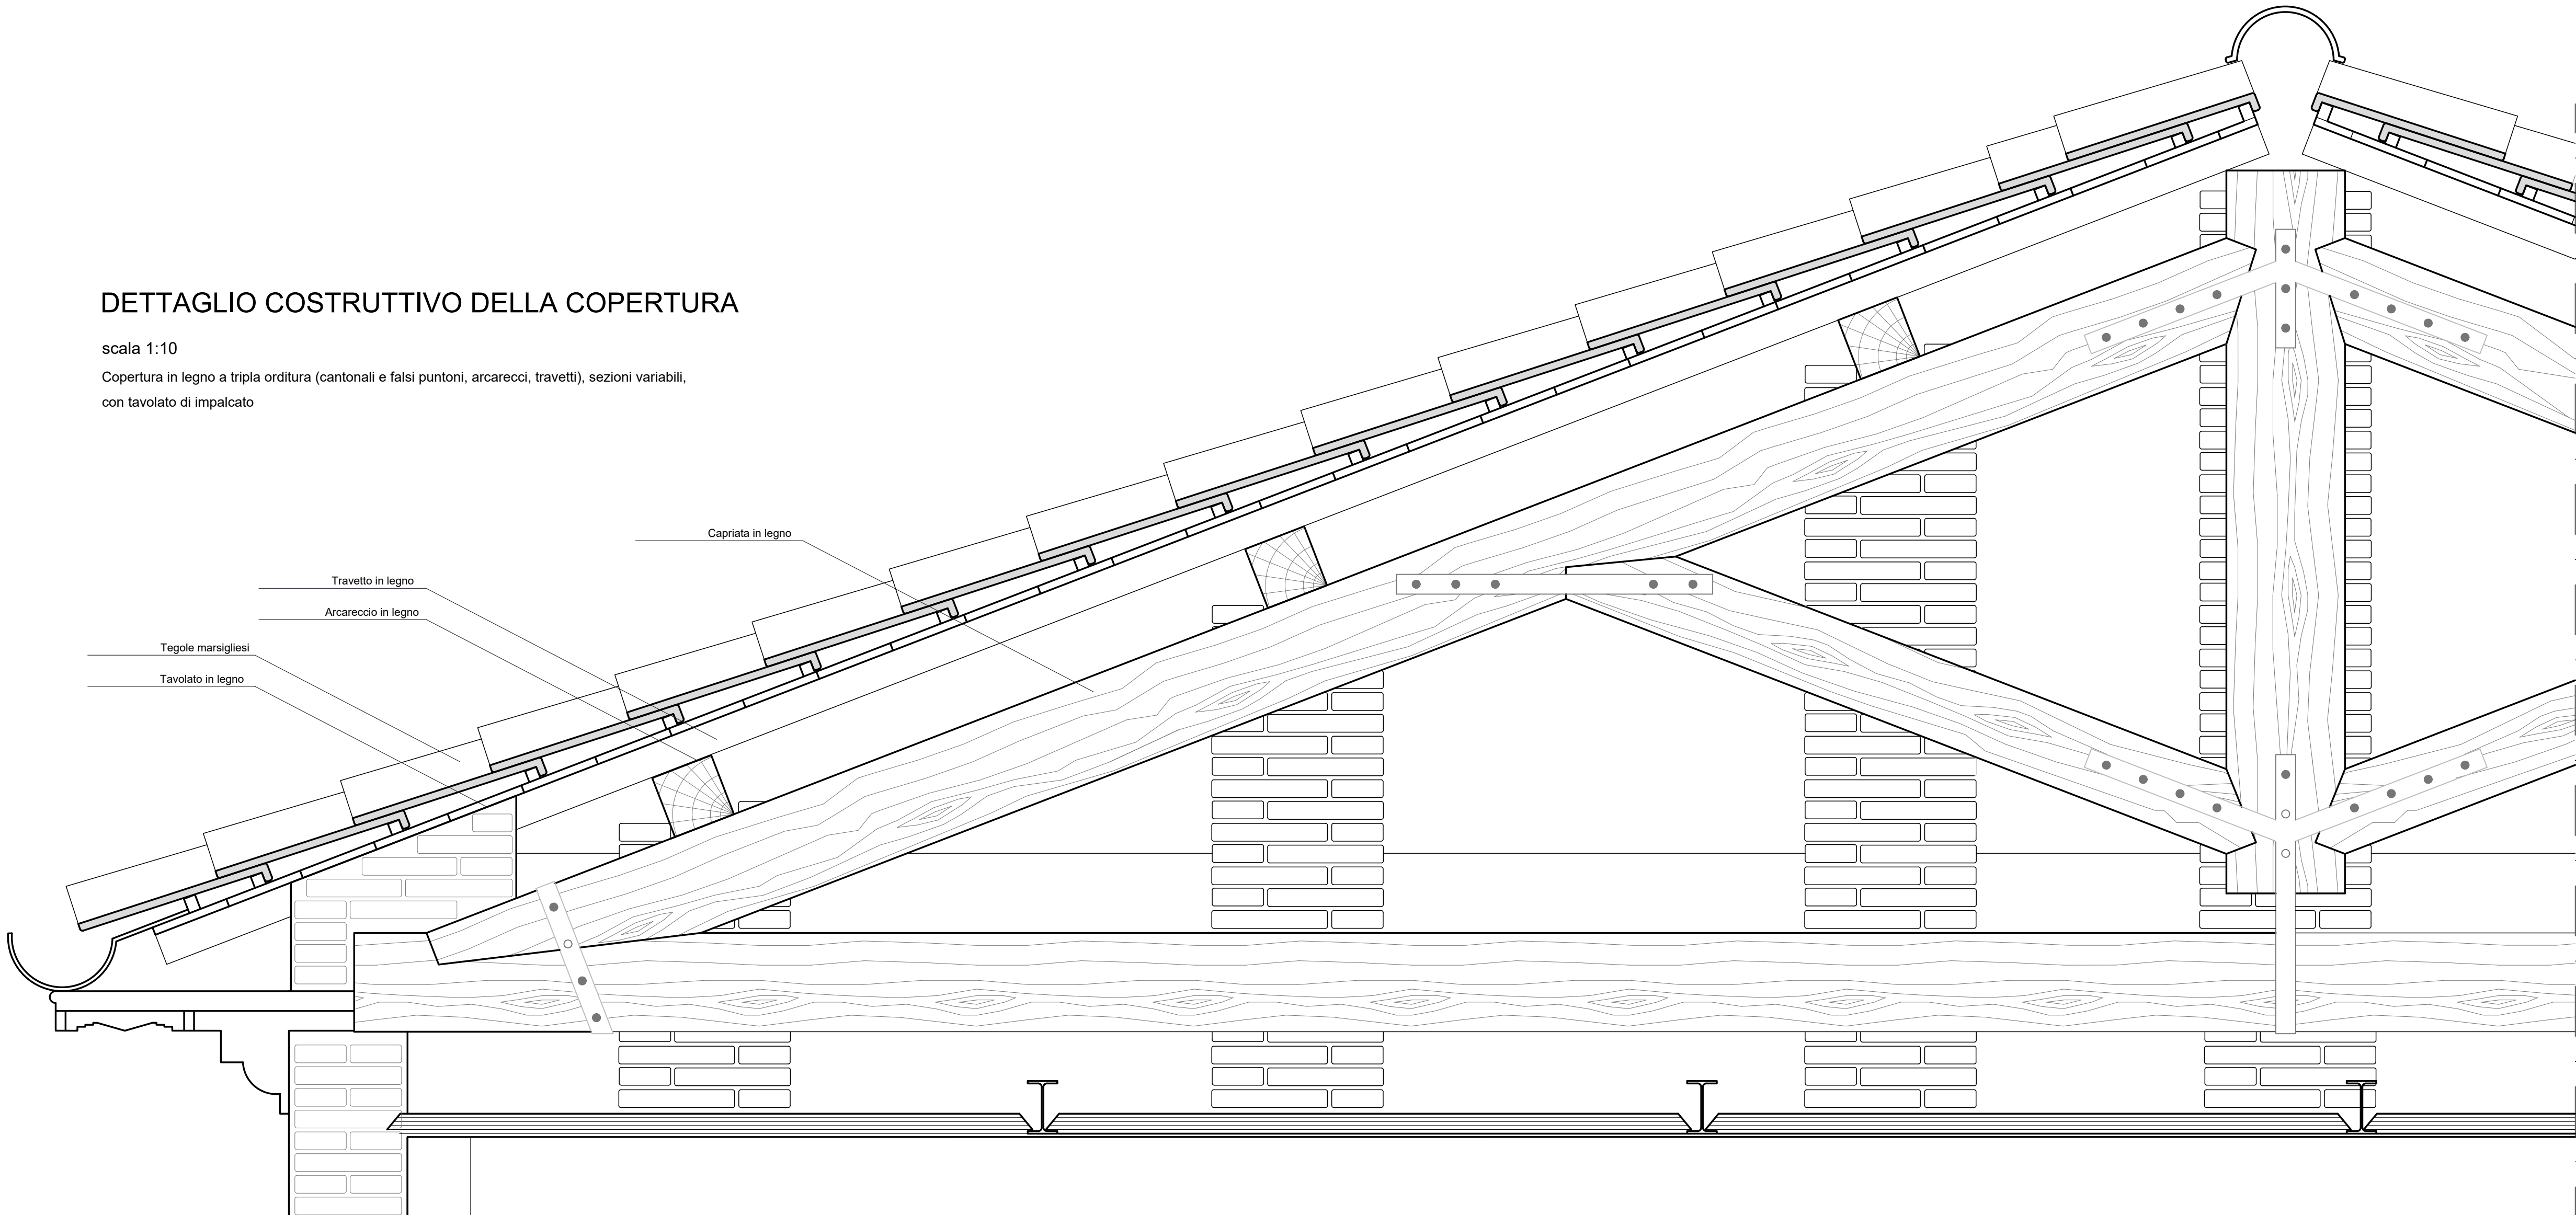 DETTAGLIO COSTRUTTIVO DELLA COPERTURA
scala 1:10
Copertura in legno a tripla orditura (cantonali e falsi puntoni, arcarecci, travetti), sezioni variabili,
con tavolato di impalcato
Capriata in legno
Travetto in legno
Arcareccio in legno
Tegole marsigliesi
Tavolato in legno